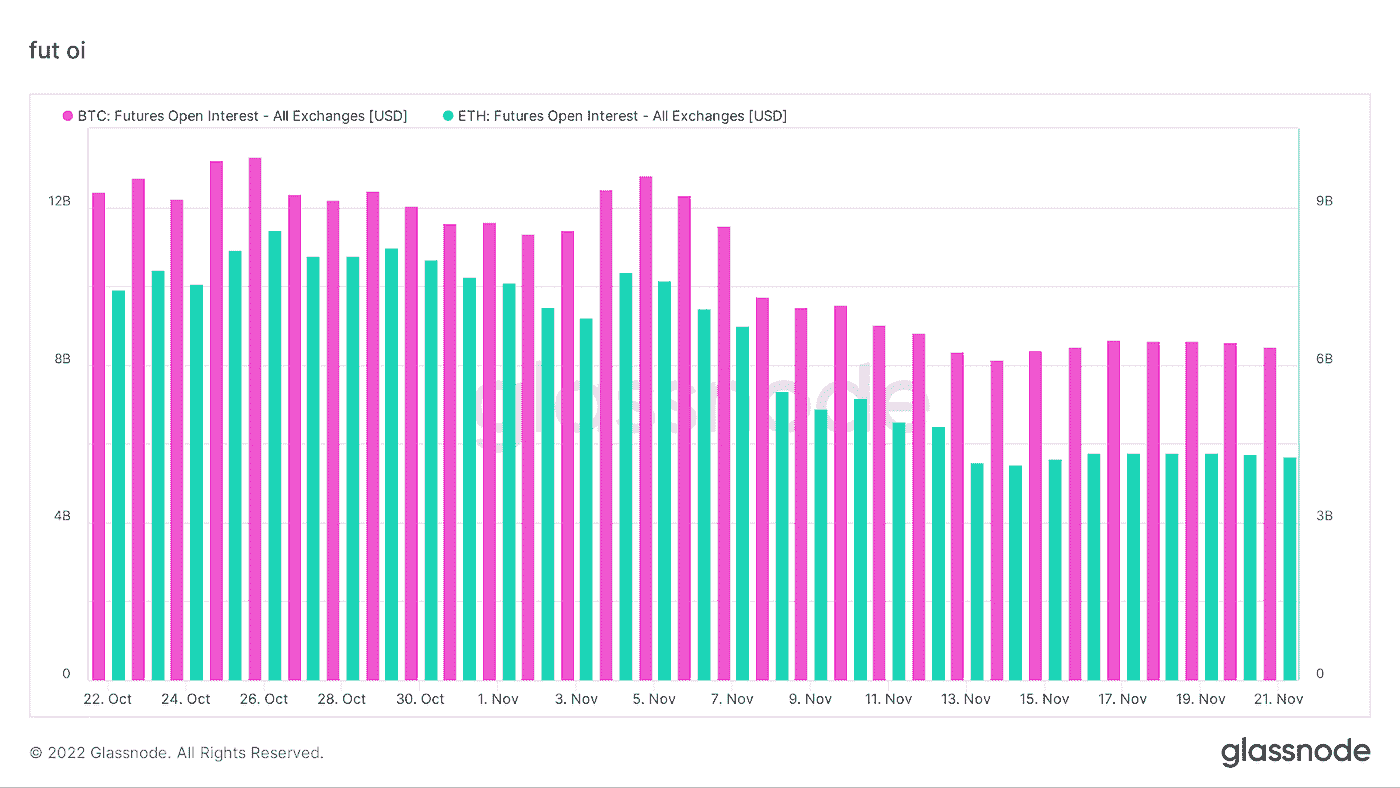 fut oi
BTC: Futures Open Interest - All Exchanges [USD] ETH: Futures Open Interest - All Exchanges [USD]
12B 9B
8B 6B
glassnode
4B 3B
0 0
22. Oct 24. Oct 26. Oct 28. Oct 30. Oct 1. Nov 3. Nov 5. Nov 7. Nov 9. Nov 11. Nov 13. Nov 15. Nov 17. Nov 19. Nov 21. Nov
© 2022 Glassnode. All Rights Reserved. glassnode